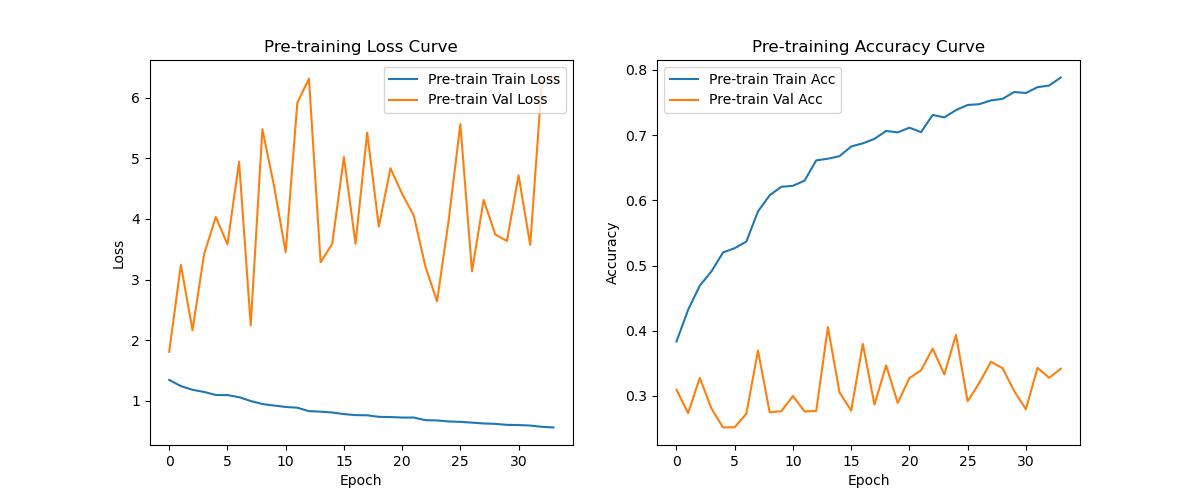 Pre-training Loss Curve
Pre-train Train Loss
Pre-train Val Loss
6
5
4
3
2
1
Loss
0
5
10
15
20
25
30
Epoch
Pre-training Accuracy Curve
Pre-train Train Acc
Pre-train Val Acc
0.8
0.7
0.6
0.5
0.4
0.3
Accuracy
0
5
10
15
20
25
30
Epoch